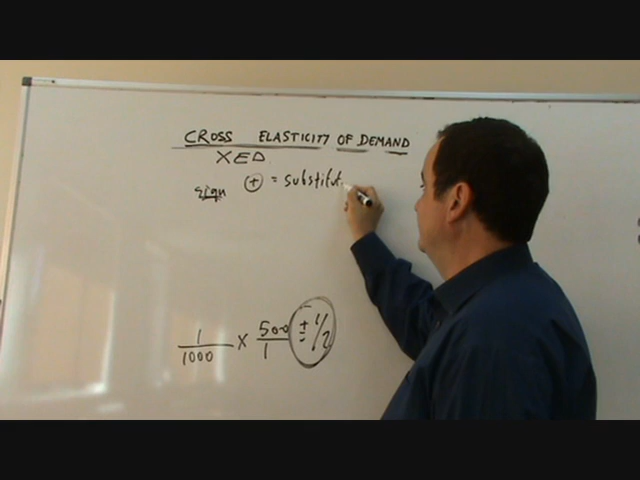 CROSS ELASTICITY OF DEMAND
XED
sign + = substitut
1/1000 x 500/1 ± 1/2